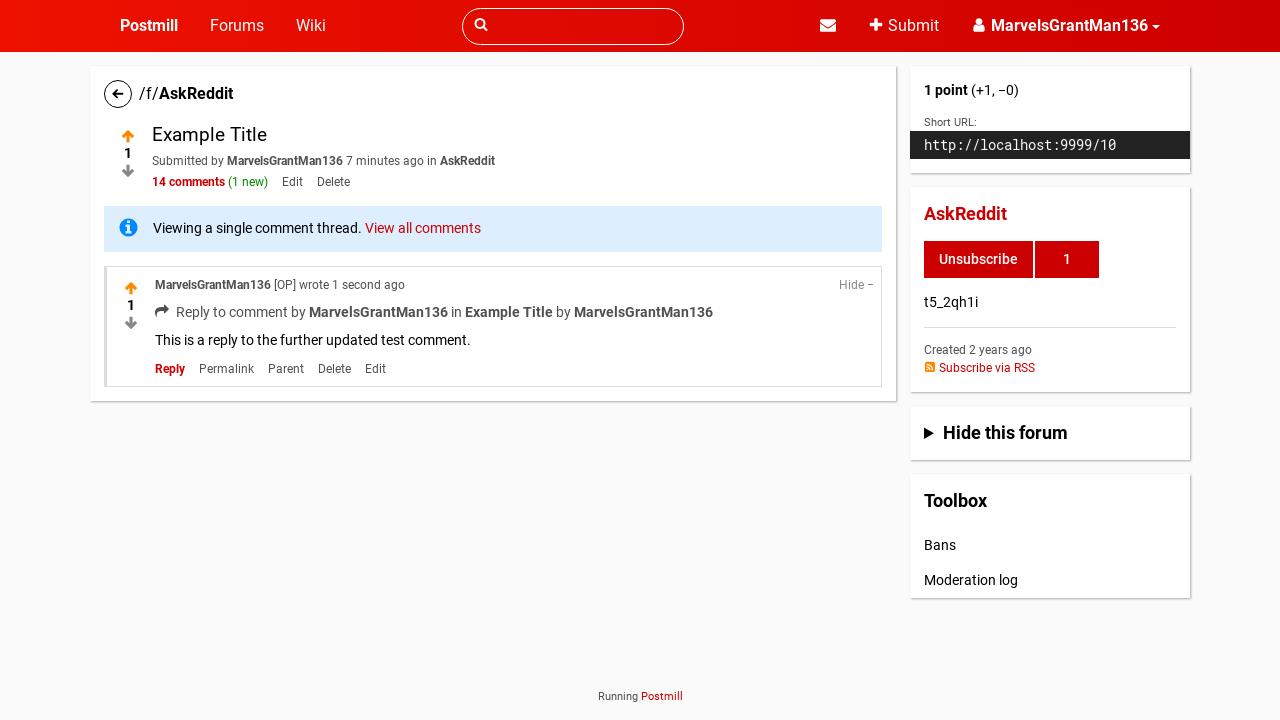 Postmill Forums Wiki Submit MarvelsGrantMan136
/f/AskReddit
Example Title
1
Submitted by MarvelsGrantMan136 7 minutes ago in AskReddit
14 comments (1 new) Edit Delete
Viewing a single comment thread. View all comments
MarvelsGrantMan136 [OP] wrote 1 second ago Hide −
1
Reply to comment by MarvelsGrantMan136 in Example Title by MarvelsGrantMan136
This is a reply to the further updated test comment.
Reply Permalink Parent Delete Edit
1 point (+1, −0)
Short URL:
http://localhost:9999/10
AskReddit
Unsubscribe 1
t5_2qh1i
Created 2 years ago
Subscribe via RSS
Hide this forum
Toolbox
Bans
Moderation log
Running Postmill